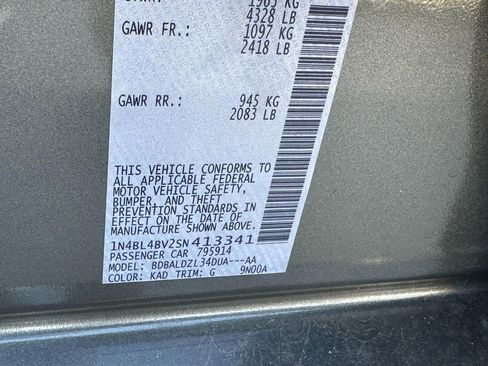 1965 KG
4328 LB
GAWR FR.: 1097 KG
2418 LB
GAWR RR.: 945 KG
2083 LB
THIS VEHICLE CONFORMS TO
ALL APPLICABLE FEDERAL
MOTOR VEHICLE SAFETY,
BUMPER, AND THEFT
PREVENTION STANDARDS IN
EFFECT ON THE DATE OF
MANUFACTURE SHOWN ABOVE.
1N4BL4BV2SN413341
PASSENGER CAR 795914
MODEL: BDBALDZL34DUA---AA
COLOR: KAD TRIM: G 9N00A